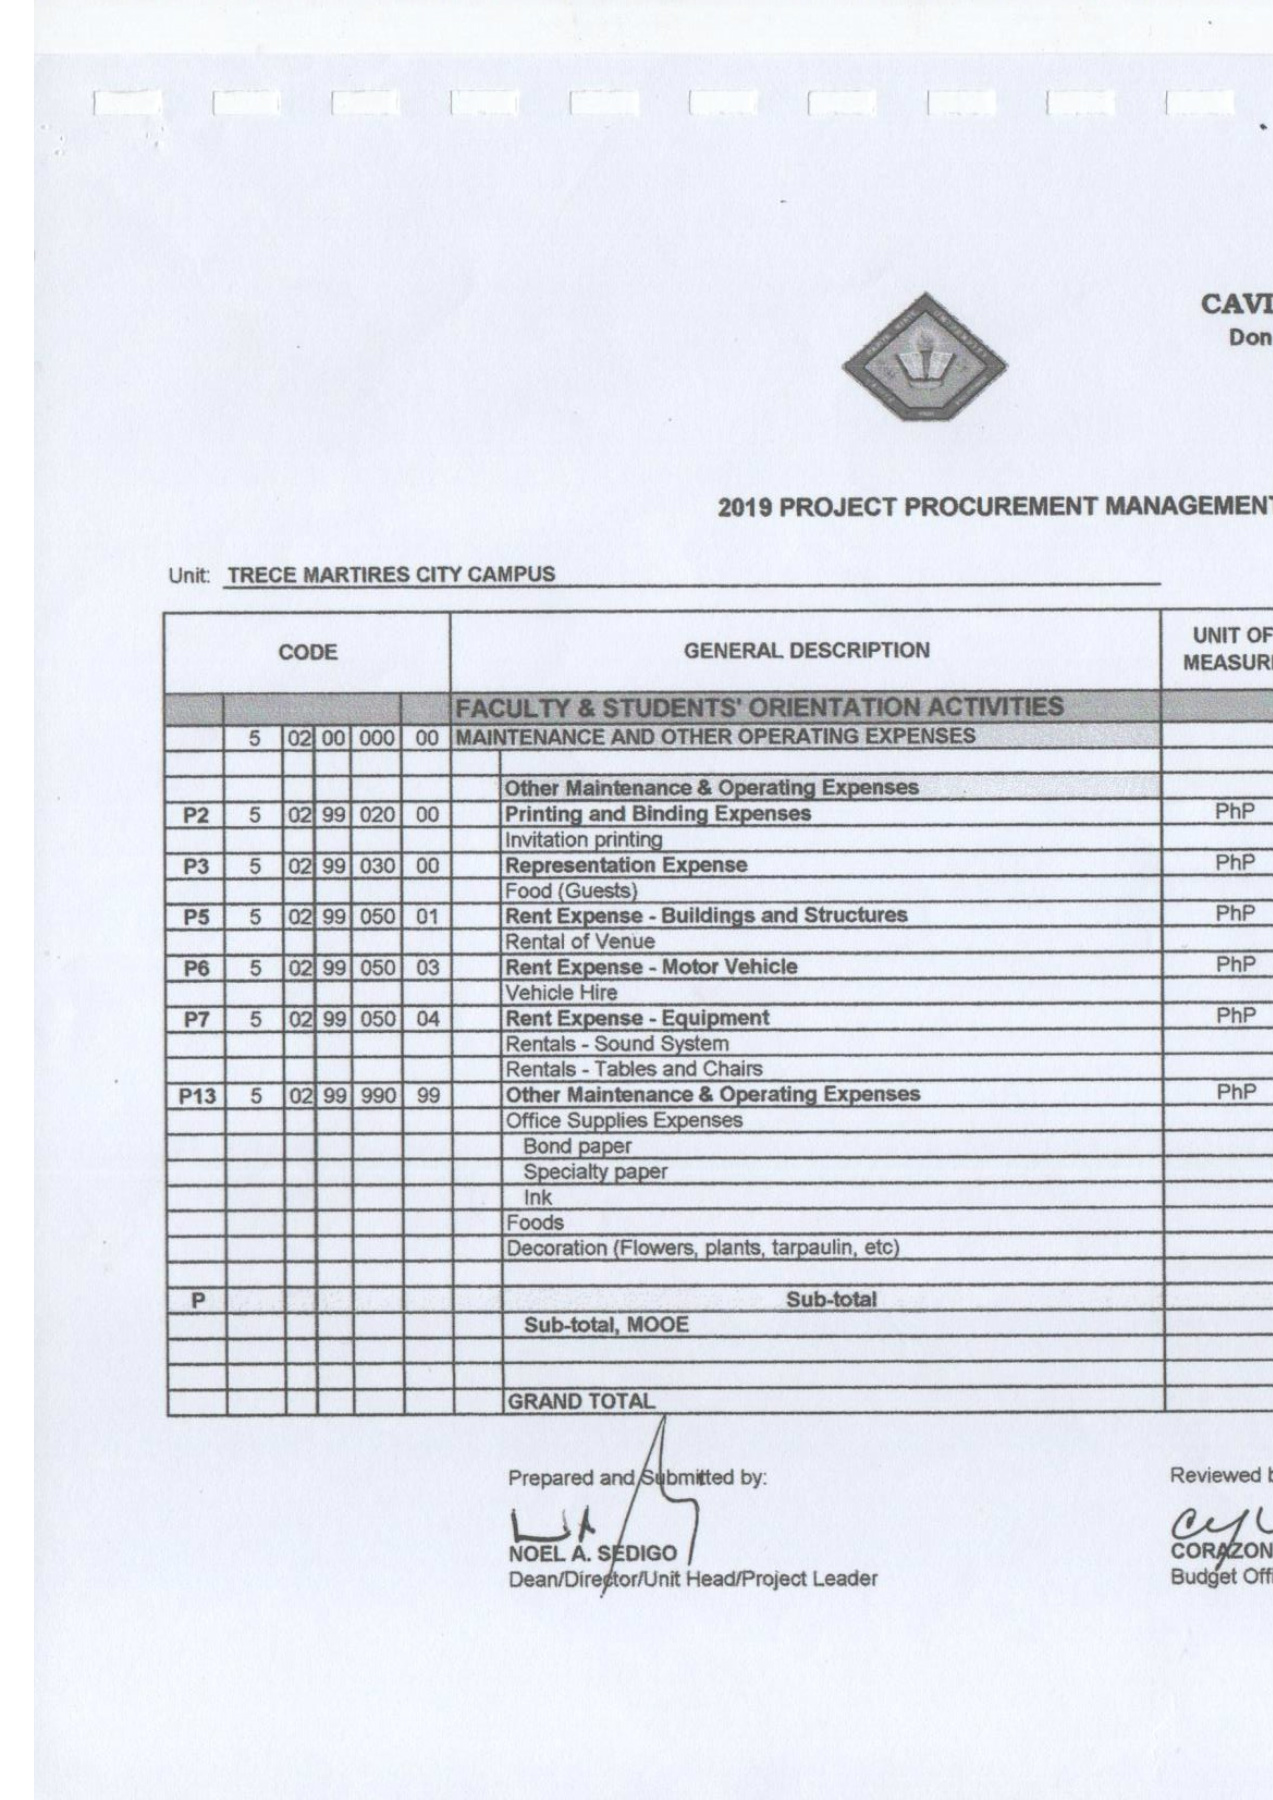 CAVI
Don
2019 PROJECT PROCUREMENT MANAGEMENT
Unit: TRECE MARTIRES CITY CAMPUS
CODE GENERAL DESCRIPTION UNIT OF MEASURE
FACULTY & STUDENTS' ORIENTATION ACTIVITIES
5 02 00 000 00 MAINTENANCE AND OTHER OPERATING EXPENSES
Other Maintenance & Operating Expenses
P2 5 02 99 020 00 Printing and Binding Expenses PhP
Invitation printing
P3 5 02 99 030 00 Representation Expense PhP
Food (Guests)
P5 5 02 99 050 01 Rent Expense - Buildings and Structures PhP
Rental of Venue
P6 5 02 99 050 03 Rent Expense - Motor Vehicle PhP
Vehicle Hire
P7 5 02 99 050 04 Rent Expense - Equipment PhP
Rentals - Sound System
Rentals - Tables and Chairs
P13 5 02 99 990 99 Other Maintenance & Operating Expenses PhP
Office Supplies Expenses
Bond paper
Specialty paper
Ink
Foods
Decoration (Flowers, plants, tarpaulin, etc)
P Sub-total
Sub-total, MOOE
GRAND TOTAL
Prepared and Submitted by: Reviewed b
NOEL A. SEDIGO CORAZON
Dean/Director/Unit Head/Project Leader Budget Offi